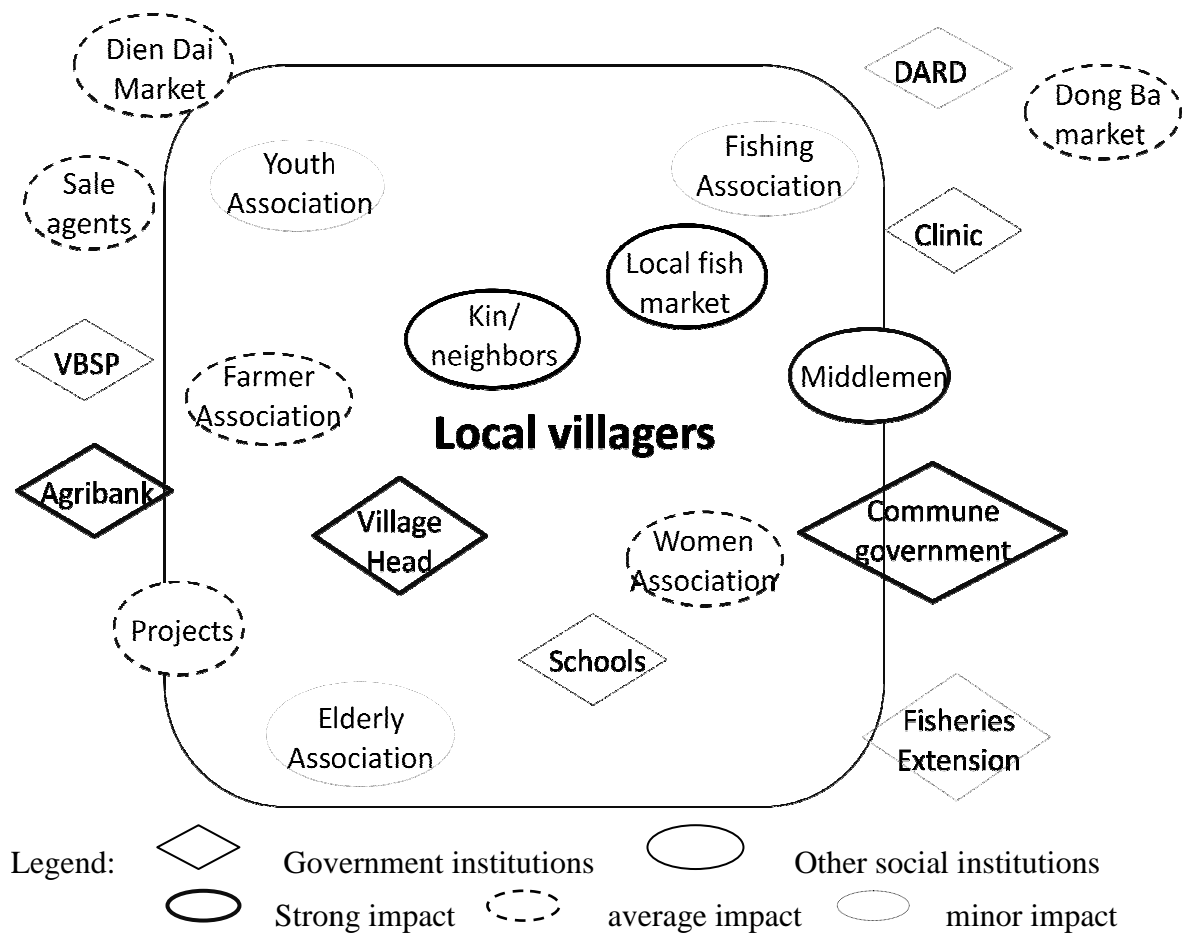 Dien Dai
Market
DARD
Dong Ba
market
Youth
Association
Fishing
Association
Sale
agents
Clinic
Local fish
market
Kin/
neighbors
VBSP
Farmer
Association
Middlemen
Local villagers
Agribank
Village
Head
Women
Association
Commune
government
Projects
Schools
Elderly
Association
Fisheries
Extension
Legend: Government institutions Other social institutions
Strong impact average impact minor impact